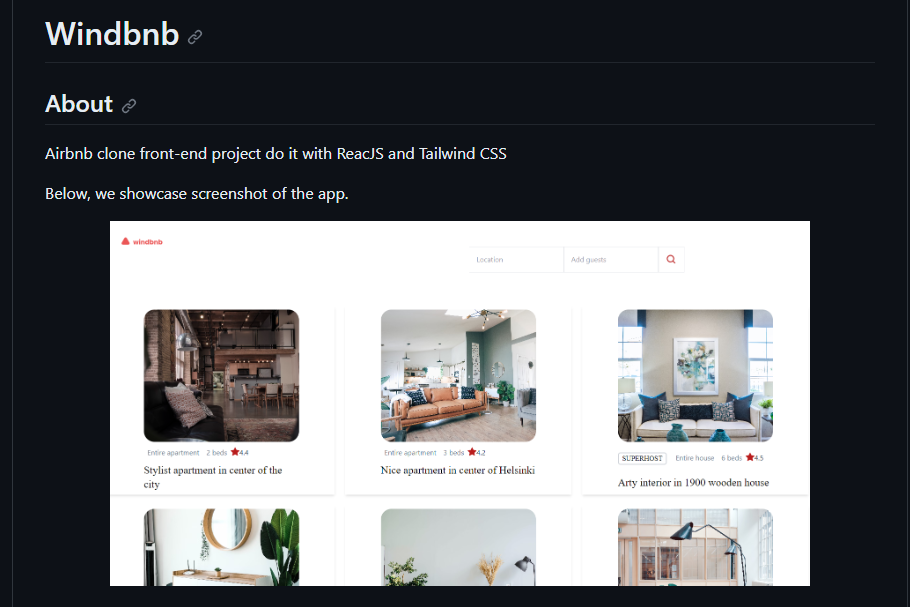 Windbnb
About
Airbnb clone front-end project do it with ReacJS and Tailwind CSS
Below, we showcase screenshot of the app.
windbnb
Location
Add guests
Entire apartment 2 beds 4.4
Stylist apartment in center of the
city
Entire apartment 3 beds 4.2
Nice apartment in center of Helsinki
SUPERHOST Entire house 6 beds 4.5
Arty interior in 1900 wooden house